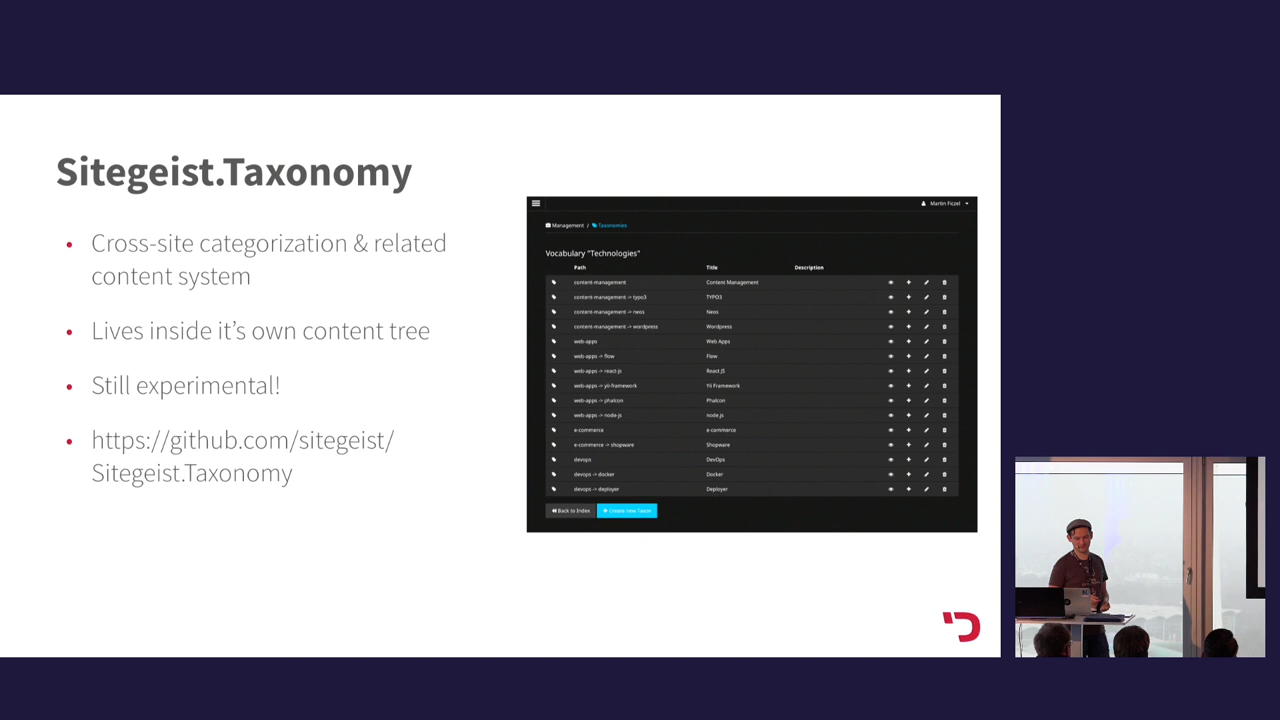 Sitegeist.Taxonomy
• Cross-site categorization & related
content system
• Lives inside it's own content tree
• Still experimental!
• https://github.com/sitegeist/
Sitegeist.Taxonomy
Martin Ficzel
Management / Taxonomies
Vocabulary "Technologies"
Path Title Description
content-management Content Management
content-management -> typo3 TYPO3
content-management -> neos Neos
content-management -> wordpress Wordpress
web-apps Web Apps
web-apps -> flow Flow
web-apps -> react-js React JS
web-apps -> yii-framework Yii Framework
web-apps -> phalcon Phalcon
web-apps -> node-js node.js
e-commerce e-commerce
e-commerce -> shopware Shopware
devops DevOps
devops -> docker Docker
devops -> deployer Deployer
Back to Index + Create new Taxon